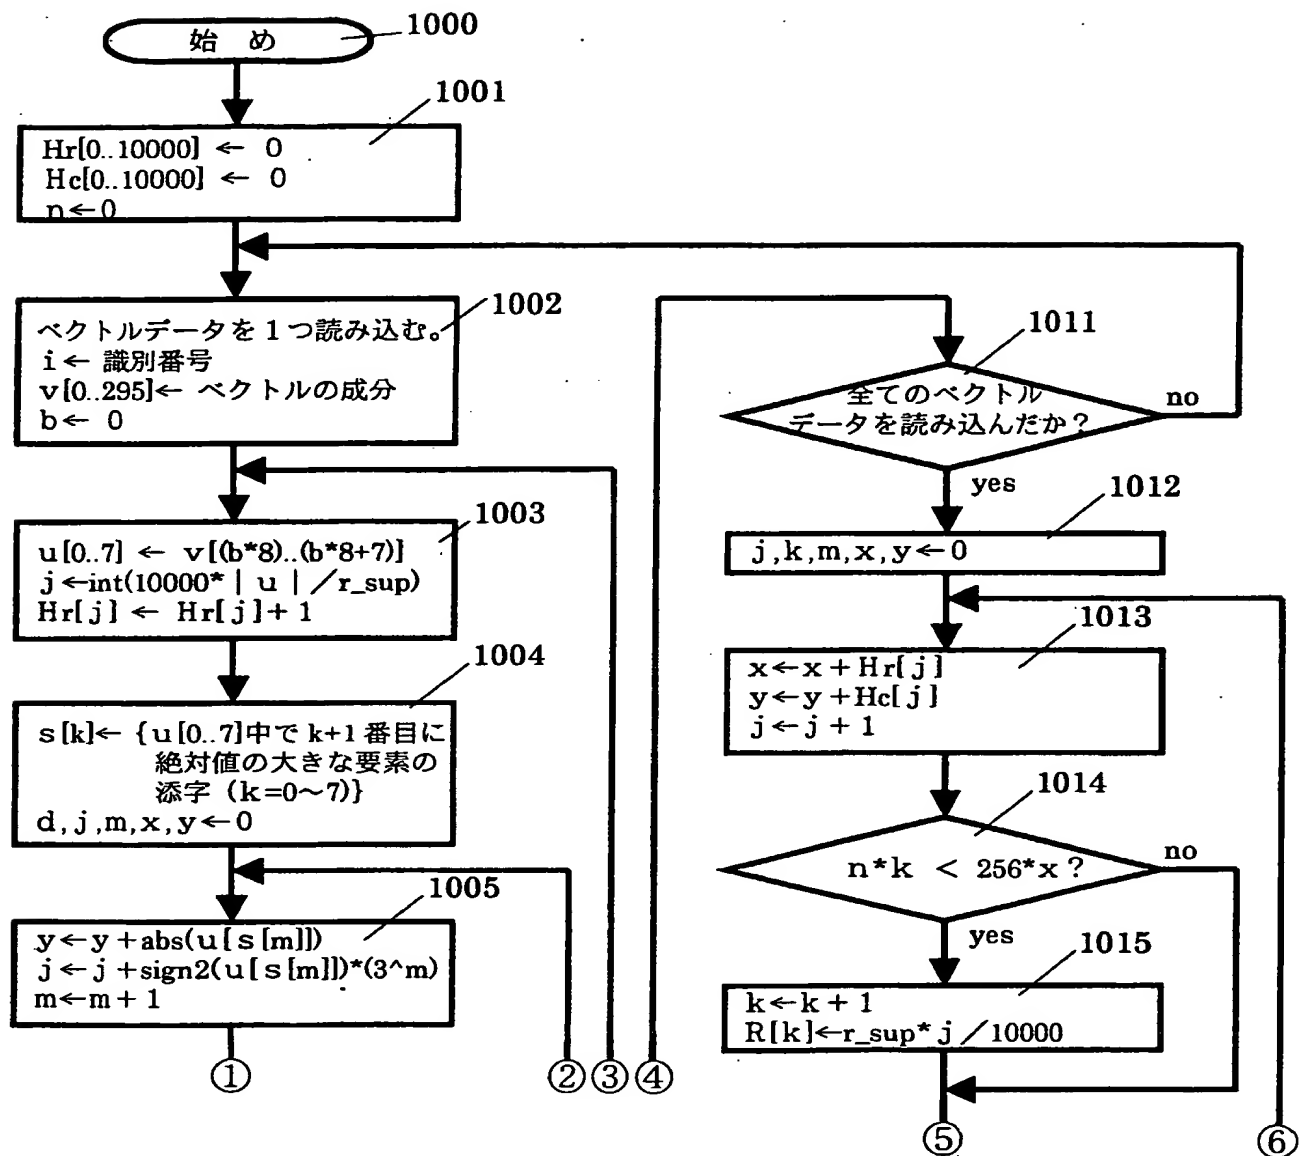 始 め
1000
1001
Hr[0..10000] ← 0
Hc[0..10000] ← 0
n←0
1002
ベクトルデータを1つ読み込む。
i← 識別番号
v[0..295]← ベクトルの成分
b← 0
1003
u[0..7] ← v[(b*8)..(b*8+7)]
j←int(10000*|u|/r_sup)
Hr[j] ← Hr[j]+1
1004
s[k]← {u[0..7]中でk+1番目に
絶対値の大きな要素の
添字 (k=0〜7)}
d,j,m,x,y←0
1005
y←y+abs(u[s[m]])
j←j+sign2(u[s[m]])*(3^m)
m←m+1
①
②
③
④
1011
全てのベクトル
データを読み込んだか?
no
yes
1012
j,k,m,x,y←0
1013
x←x+Hr[j]
y←y+Hc[j]
j←j+1
1014
n*k < 256*x?
no
yes
1015
k←k+1
R[k]←r_sup*j/10000
⑤
⑥